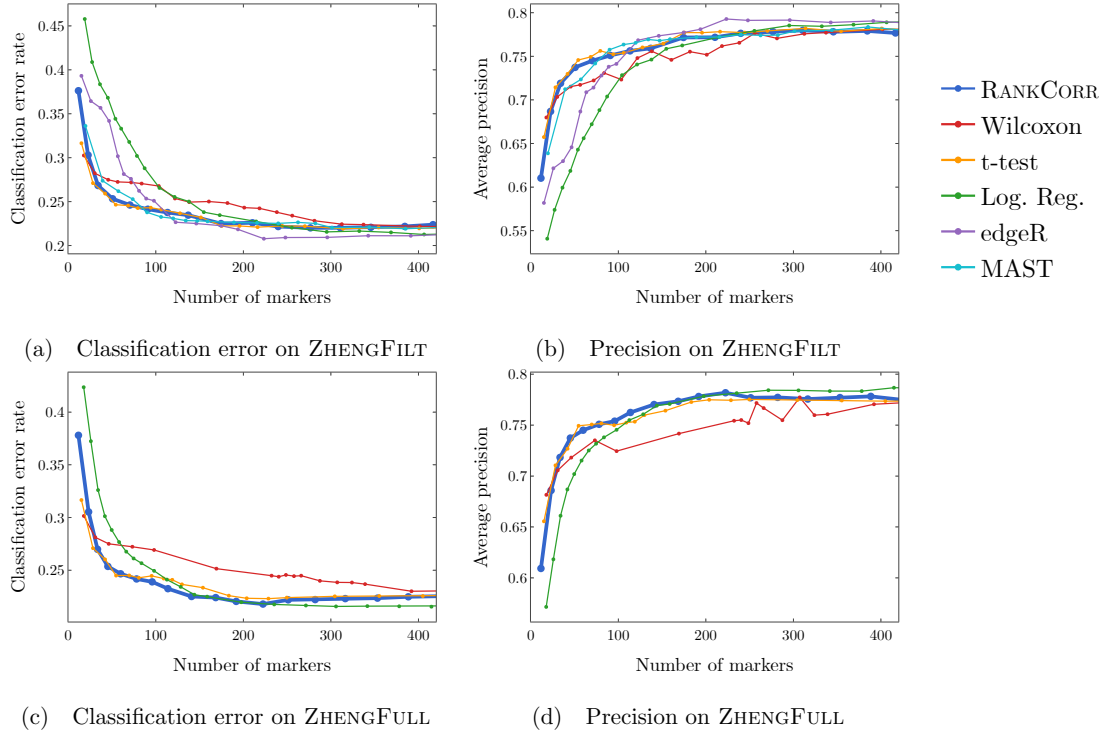 0.45
0.4
0.35
0.3
0.25
0.2
0
100
200
300
400
Classification error rate
Number of markers
(a) Classification error on ZHENGFILT
0.8
0.75
0.7
0.65
0.6
0.55
0
100
200
300
400
Average precision
Number of markers
(b) Precision on ZHENGFILT
RANKCORR
Wilcoxon
t-test
Log. Reg.
edgeR
MAST
0.4
0.35
0.3
0.25
0
100
200
300
400
Classification error rate
Number of markers
(c) Classification error on ZHENGFULL
0.8
0.75
0.7
0.65
0.6
0
100
200
300
400
Average precision
Number of markers
(d) Precision on ZHENGFULL